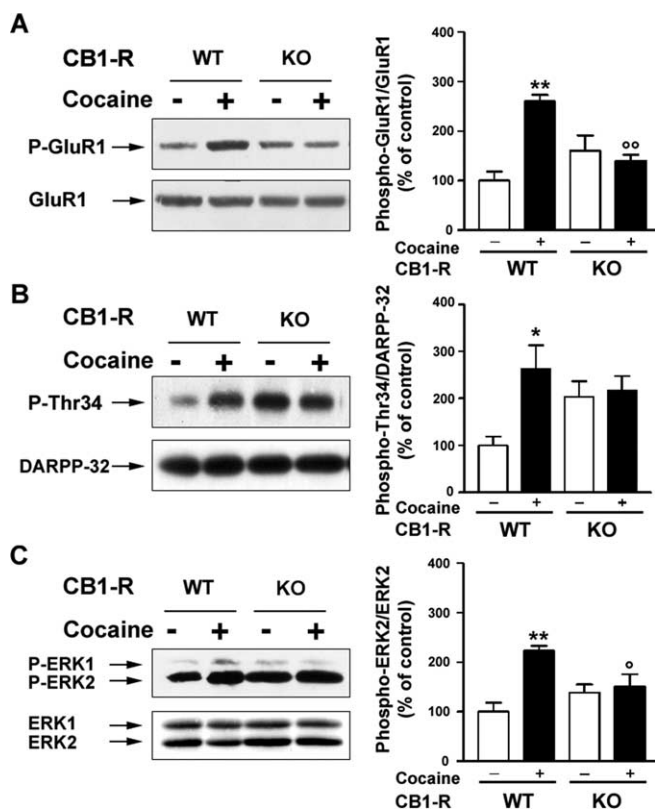 A
CB1-R WT KO
Cocaine - + - +
P-GluR1
GluR1
Phospho-GluR1/GluR1
(% of control)
400
300
200
100
0
**
°°
Cocaine – + – +
CB1-R WT KO
B
CB1-R WT KO
Cocaine - + - +
P-Thr34
DARPP-32
Phospho-Thr34/DARPP-32
(% of control)
400
300
200
100
0
*
Cocaine – + – +
CB1-R WT KO
C
CB1-R WT KO
Cocaine - + - +
P-ERK1
P-ERK2
ERK1
ERK2
Phospho-ERK2/ERK2
(% of control)
400
200
100
0
**
°
Cocaine – + – +
CB1-R WT KO